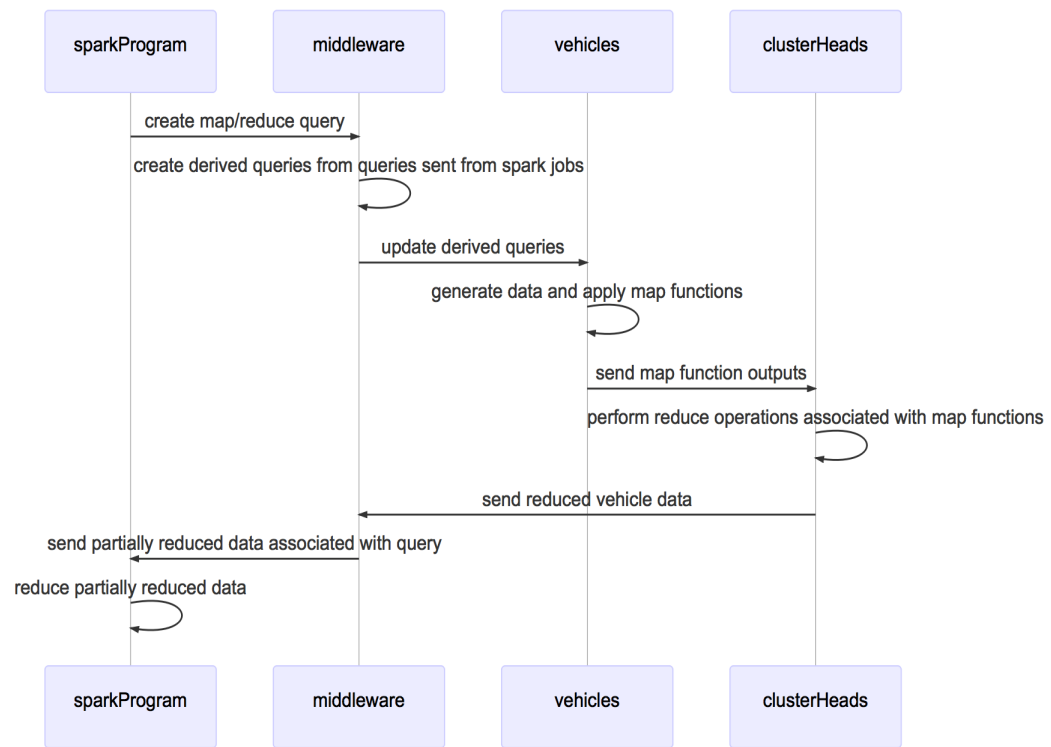 sparkProgram
middleware
vehicles
clusterHeads
create map/reduce query
create derived queries from queries sent from spark jobs
update derived queries
generate data and apply map functions
send map function outputs
perform reduce operations associated with map functions
send reduced vehicle data
send partially reduced data associated with query
reduce partially reduced data
sparkProgram
middleware
vehicles
clusterHeads